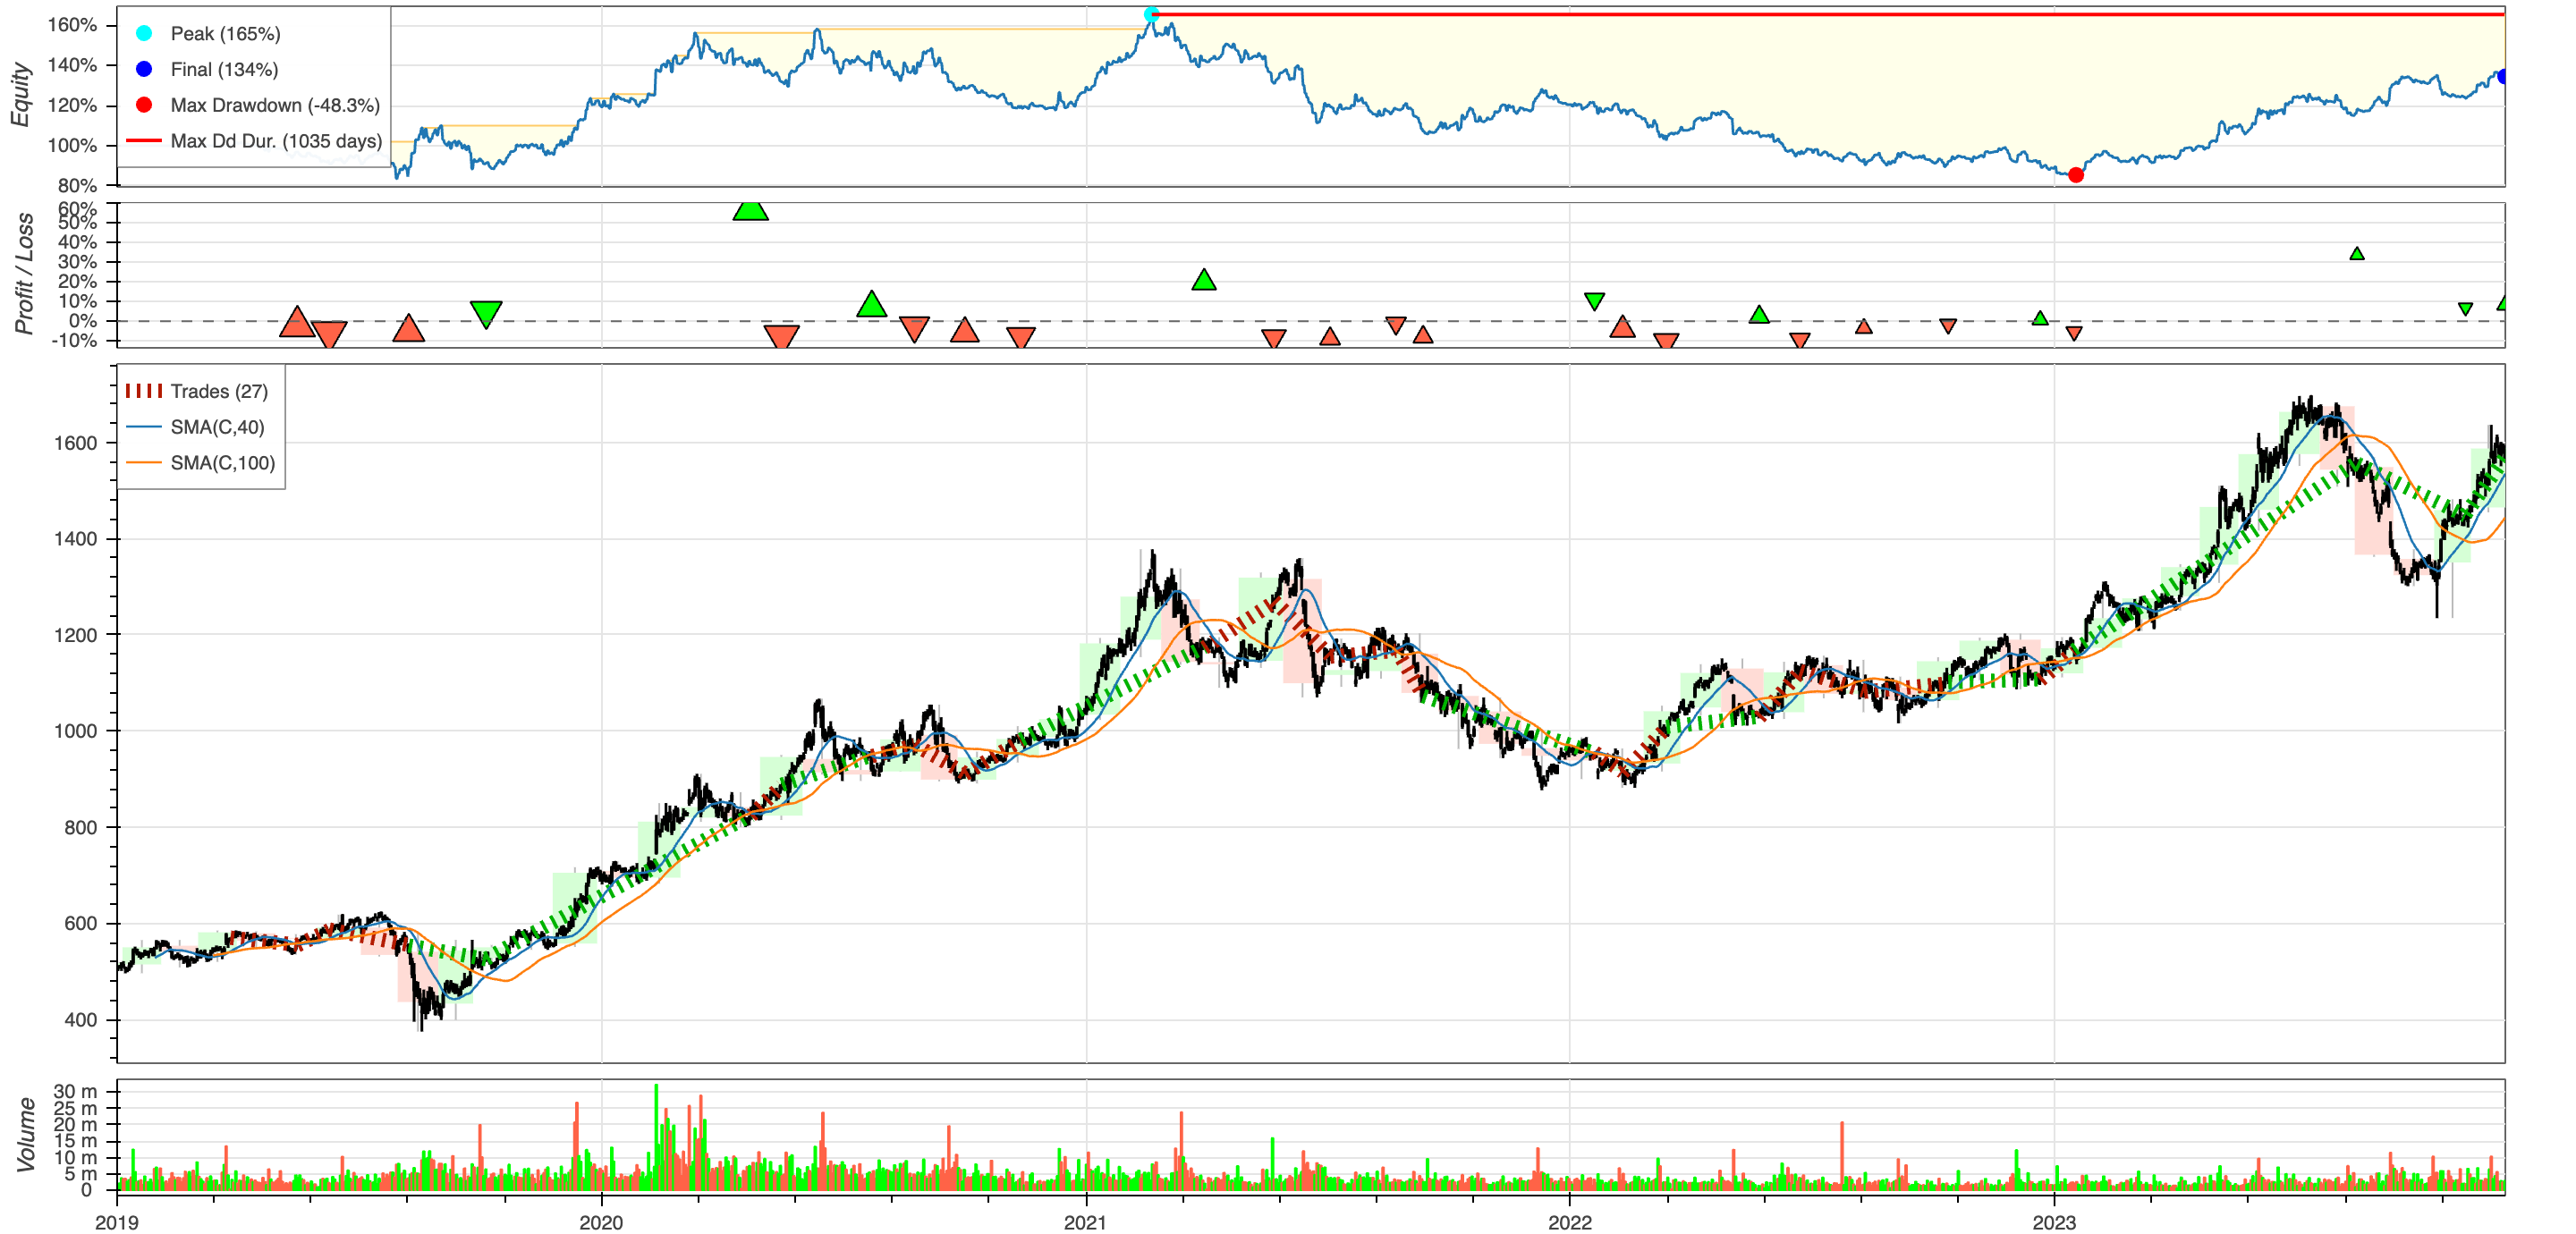 160%
140%
120%
100%
80%
Equity
Peak (165%)
Final (134%)
Max Drawdown (-48.3%)
Max Dd Dur. (1035 days)
60%
50%
40%
30%
20%
10%
0%
-10%
Profit / Loss
Trades (27)
SMA(C,40)
SMA(C,100)
1600
1400
1200
1000
800
600
400
30 m
25 m
20 m
15 m
10 m
5 m
0
Volume
2019
2020
2021
2022
2023